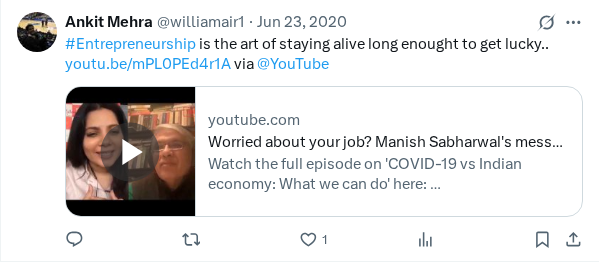 Ankit Mehra @williamair1 · Jun 23, 2020
#Entrepreneurship is the art of staying alive long enought to get lucky..
youtu.be/mPL0PEd4r1A via @YouTube
youtube.com
Worried about your job? Manish Sabharwal's mess...
Watch the full episode on 'COVID-19 vs Indian
economy: What we can do' here: ...
1